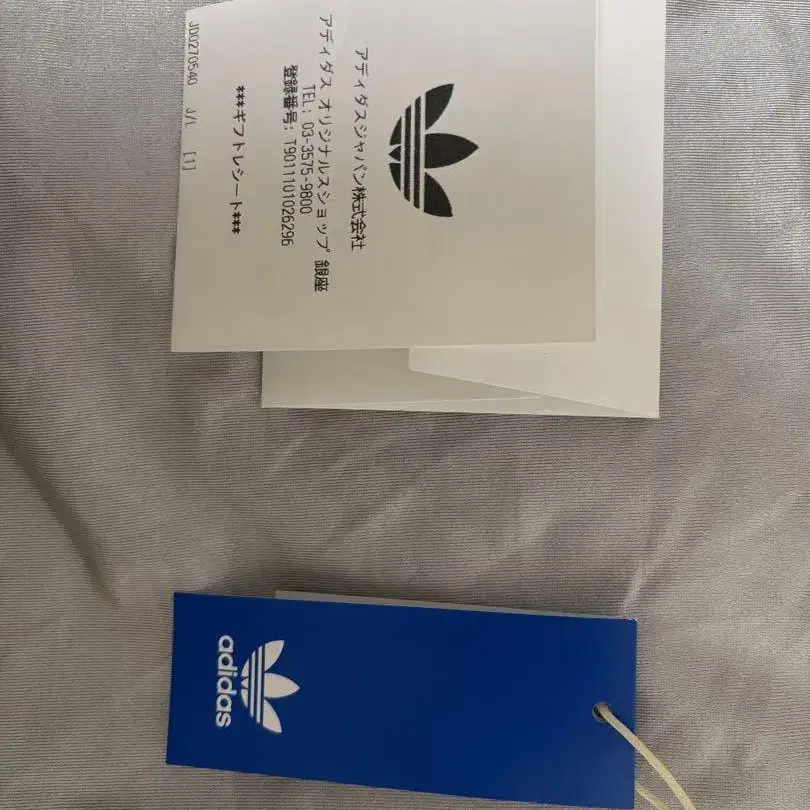 アディダスジャパン株式会社
アディダス オリジナルスショップ 銀座
TEL: 03-3575-9800
登録番号: T9011101026296
***ギフトレシート***
JD0270540 J/L [1]
adidas